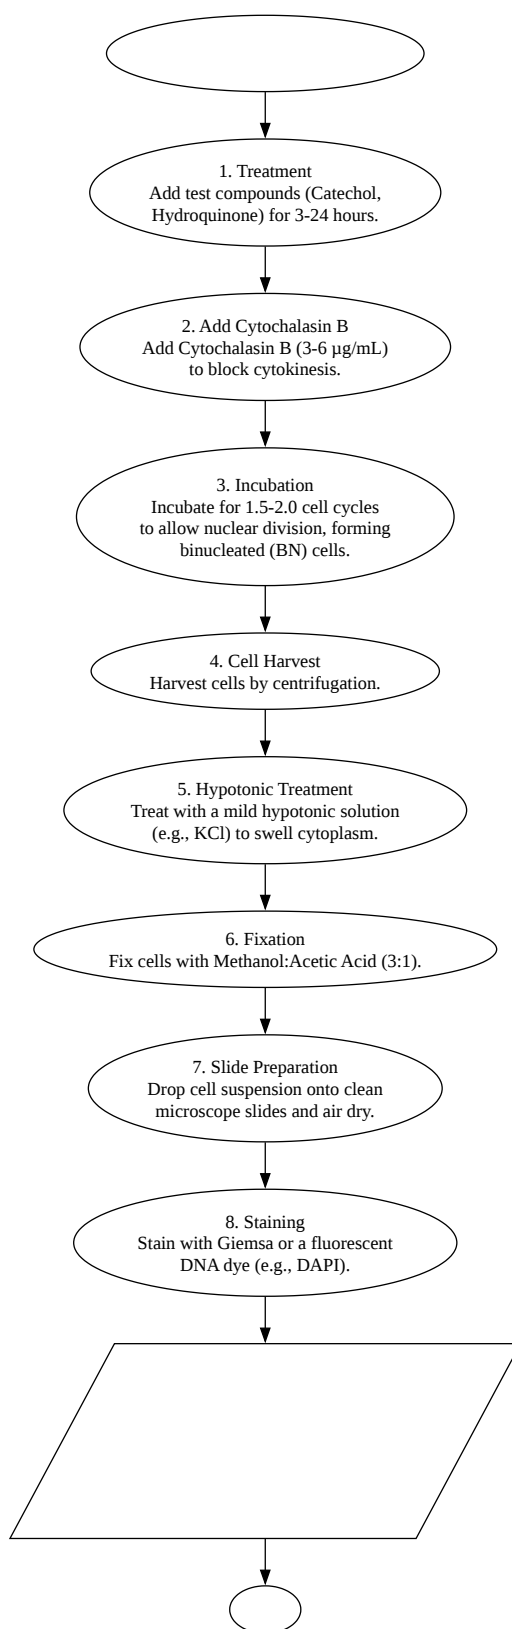 1. Treatment
Add test compounds (Catechol,
Hydroquinone) for 3-24 hours.
2. Add Cytochalasin B
Add Cytochalasin B (3-6 µg/mL)
to block cytokinesis.
3. Incubation
Incubate for 1.5-2.0 cell cycles
to allow nuclear division, forming
binucleated (BN) cells.
4. Cell Harvest
Harvest cells by centrifugation.
5. Hypotonic Treatment
Treat with a mild hypotonic solution
(e.g., KCl) to swell cytoplasm.
6. Fixation
Fix cells with Methanol:Acetic Acid (3:1).
7. Slide Preparation
Drop cell suspension onto clean
microscope slides and air dry.
8. Staining
Stain with Giemsa or a fluorescent
DNA dye (e.g., DAPI).